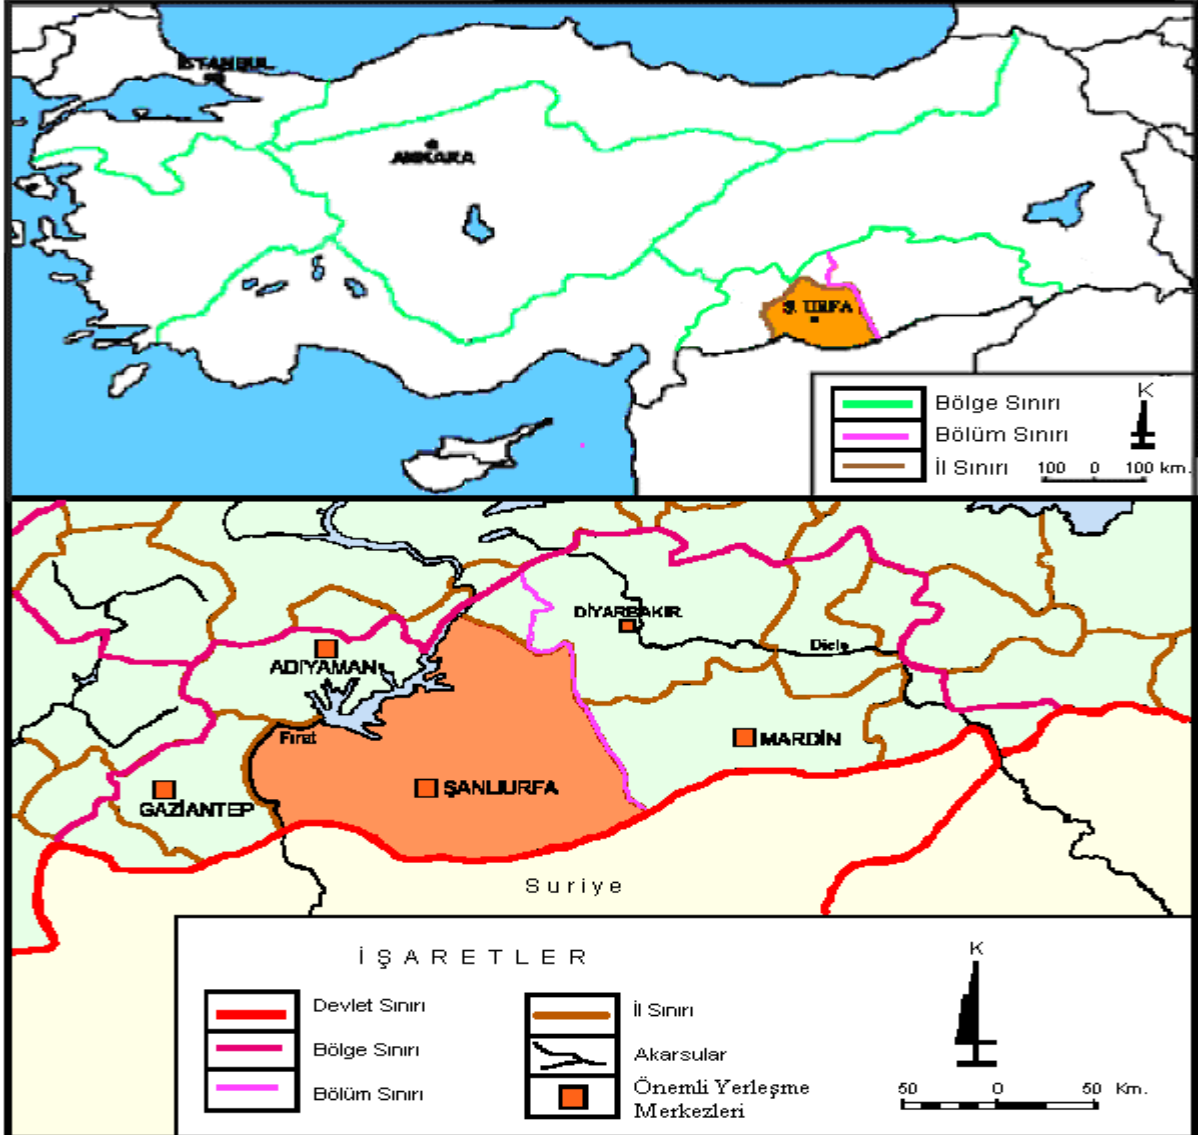 İSTANBUL
ANKARA
Ş. URFA
Bölge Sınırı
Bölüm Sınırı
İl Sınırı
K
100 0 100 km.
DİYARBAKIR
Dicle
ADIYAMAN
Fırat
MARDİN
ŞANLIURFA
GAZİANTEP
Suriye
İŞARETLER
Devlet Sınırı
Bölge Sınırı
Bölüm Sınırı
İl Sınırı
Akarsular
Önemli Yerleşme
Merkezleri
K
50 0 50 Km.